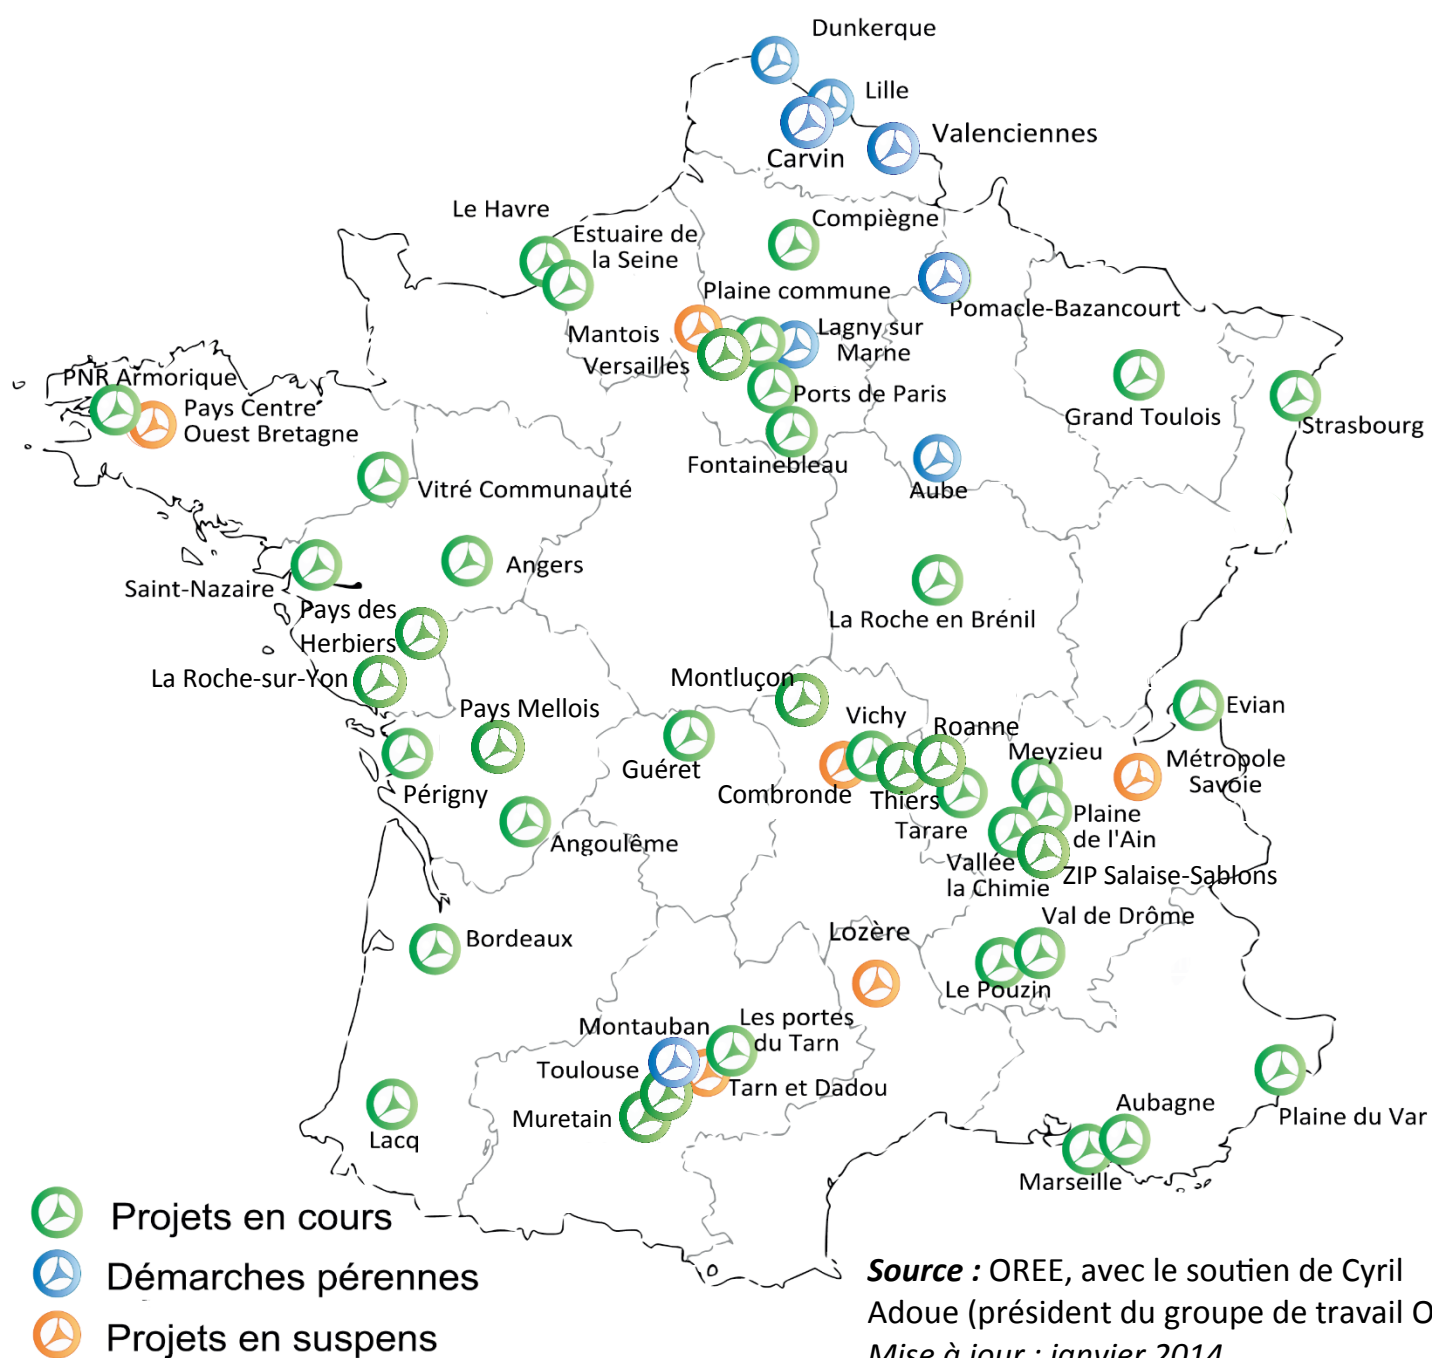 Dunkerque
Lille
Valenciennes
Carvin
Le Havre
Compiègne
Estuaire de
la Seine
Plaine commune
Pomacle-Bazancourt
Mantois
Lagny sur
Marne
Versailles
PNR Armorique
Pays Centre
Ouest Bretagne
Ports de Paris
Grand Toulois
Strasbourg
Fontainebleau
Vitré Communauté
Aube
Angers
Saint-Nazaire
Pays des
Herbiers
La Roche en Brénil
La Roche-sur-Yon
Montluçon
Pays Mellois
Vichy
Roanne
Evian
Meyzieu
Métropole
Savoie
Guéret
Périgny
Combronde
Thiers
Tarare
Plaine
de l'Ain
Angoulême
Vallée
la Chimie
ZIP Salaise-Sablons
Val de Drôme
Bordeaux
Lozère
Le Pouzin
Montauban
Les portes
du Tarn
Toulouse
Tarn et Dadou
Muretain
Lacq
Aubagne
Plaine du Var
Marseille
Projets en cours
Démarches pérennes
Projets en suspens
Source : OREE, avec le soutien de Cyril
Adoue (président du groupe de travail O
Mise à jour : janvier 2014